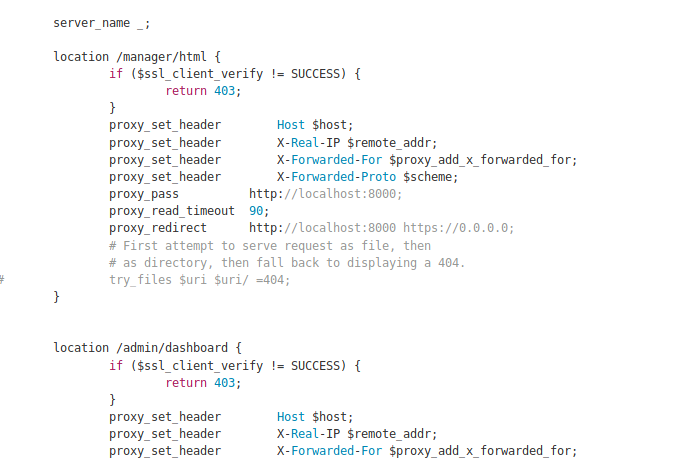 server_name _;
location /manager/html {
if ($ssl_client_verify != SUCCESS) {
return 403;
}
proxy_set_header Host $host;
proxy_set_header X-Real-IP $remote_addr;
proxy_set_header X-Forwarded-For $proxy_add_x_forwarded_for;
proxy_set_header X-Forwarded-Proto $scheme;
proxy_pass http://localhost:8000;
proxy_read_timeout 90;
proxy_redirect http://localhost:8000 https://0.0.0.0;
# First attempt to serve request as file, then
# as directory, then fall back to displaying a 404.
# try_files $uri $uri/ =404;
}
location /admin/dashboard {
if ($ssl_client_verify != SUCCESS) {
return 403;
}
proxy_set_header Host $host;
proxy_set_header X-Real-IP $remote_addr;
proxy_set_header X-Forwarded-For $proxy_add_x_forwarded_for;